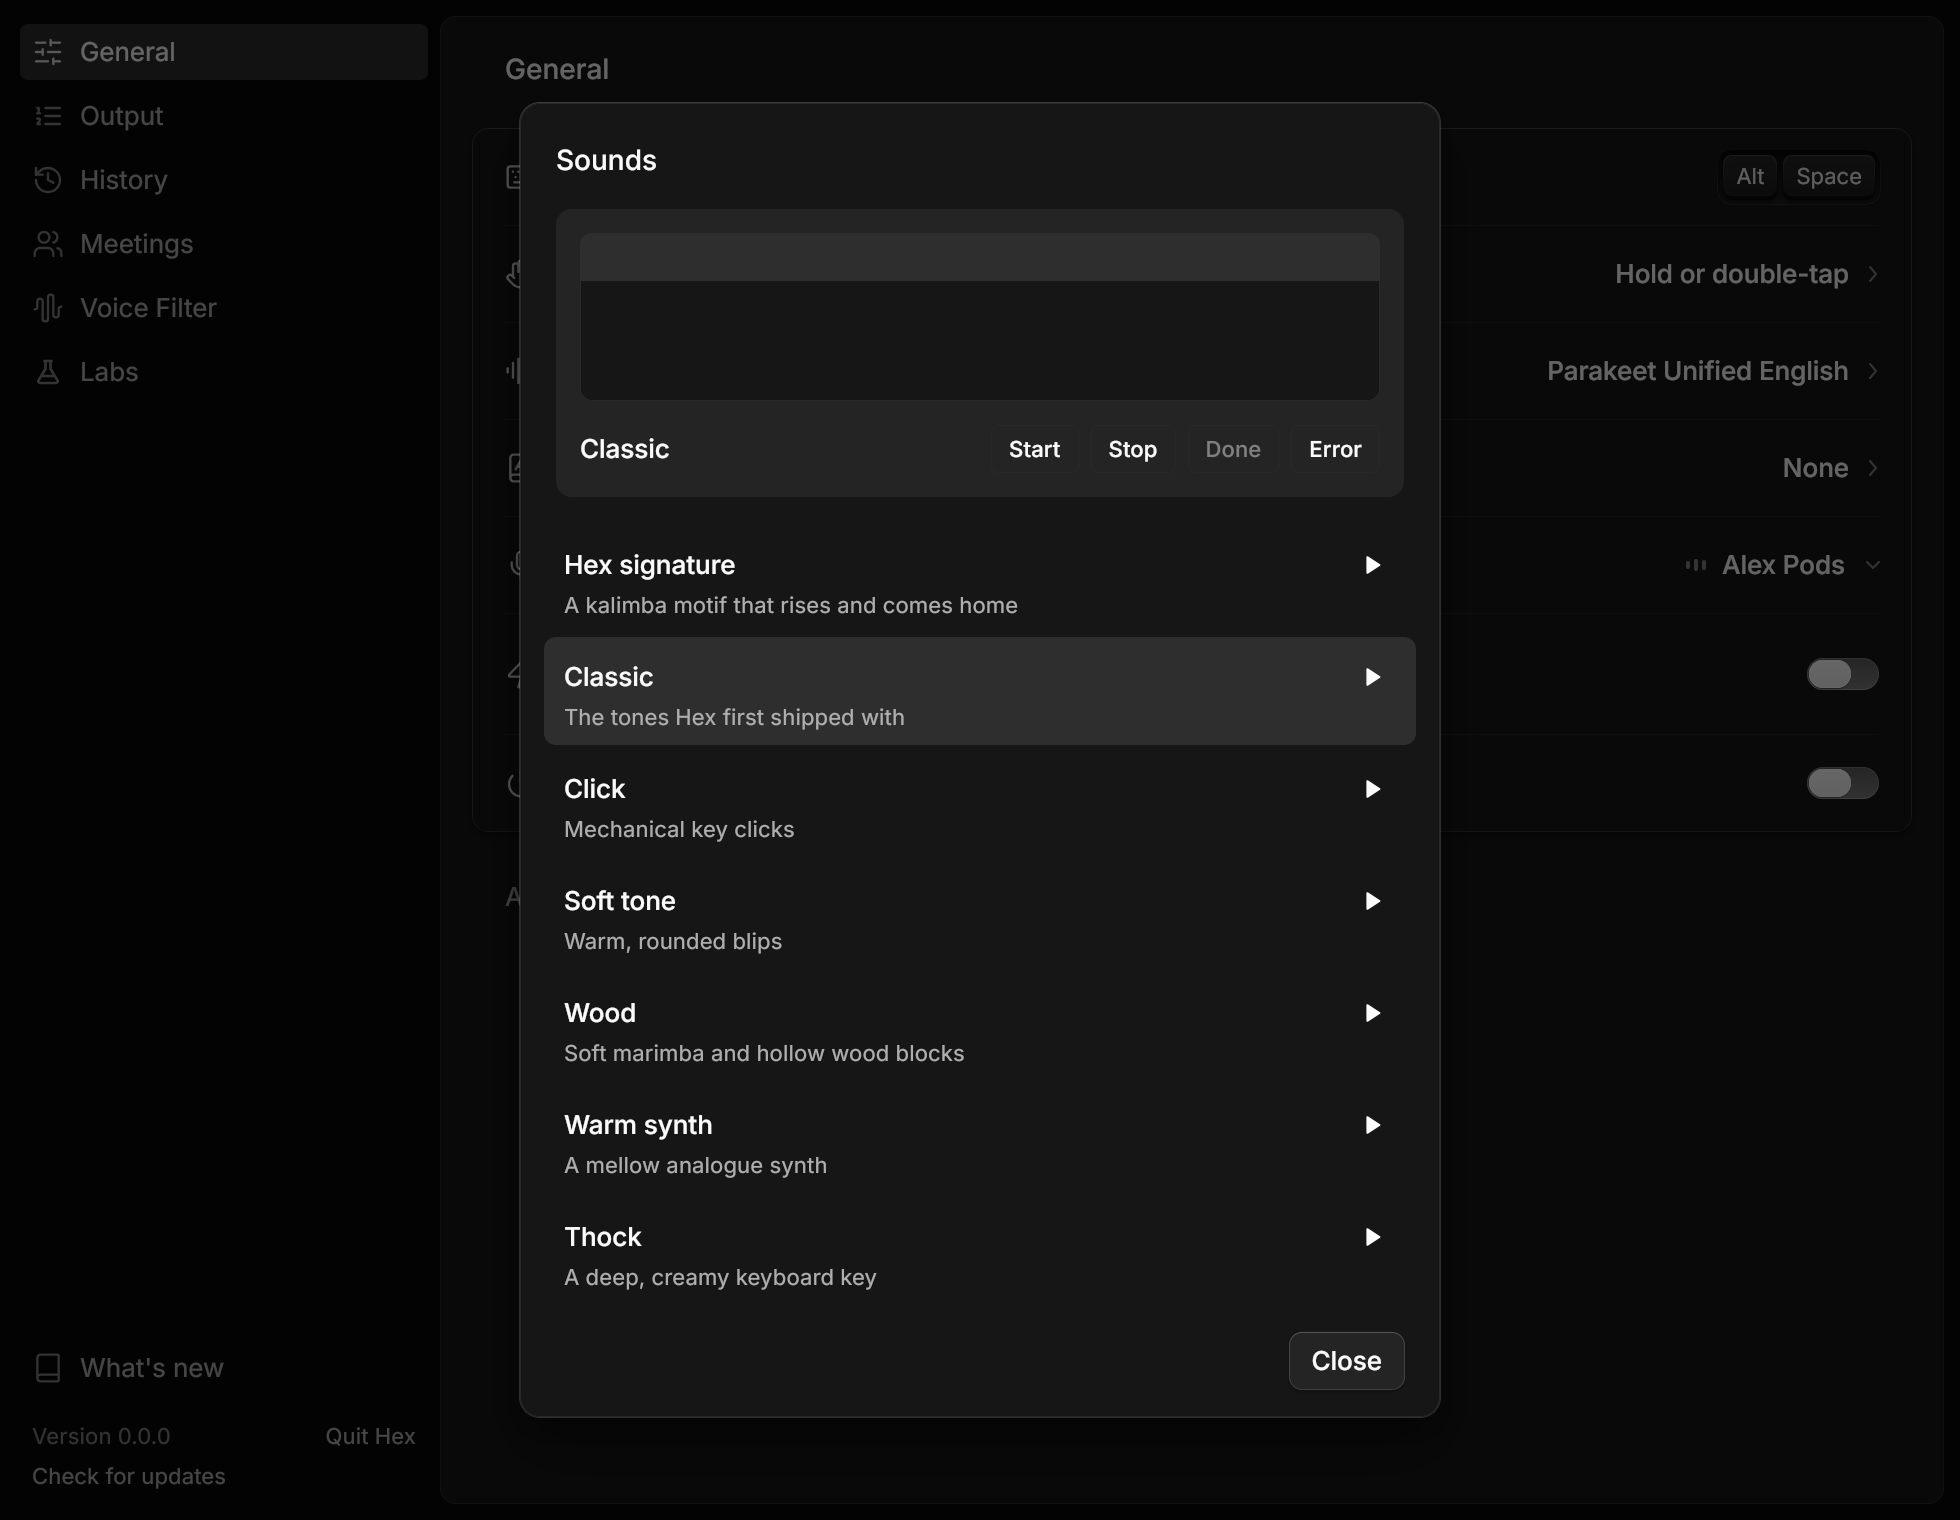 General
Output
History
Meetings
Voice Filter
Labs
What's new
Version 0.0.0
Quit Hex
Check for updates
General
Alt
Space
Hold or double-tap
Parakeet Unified English
None
Alex Pods
Sounds
Classic
Start
Stop
Done
Error
Hex signature
A kalimba motif that rises and comes home
Classic
The tones Hex first shipped with
Click
Mechanical key clicks
Soft tone
Warm, rounded blips
Wood
Soft marimba and hollow wood blocks
Warm synth
A mellow analogue synth
Thock
A deep, creamy keyboard key
Close